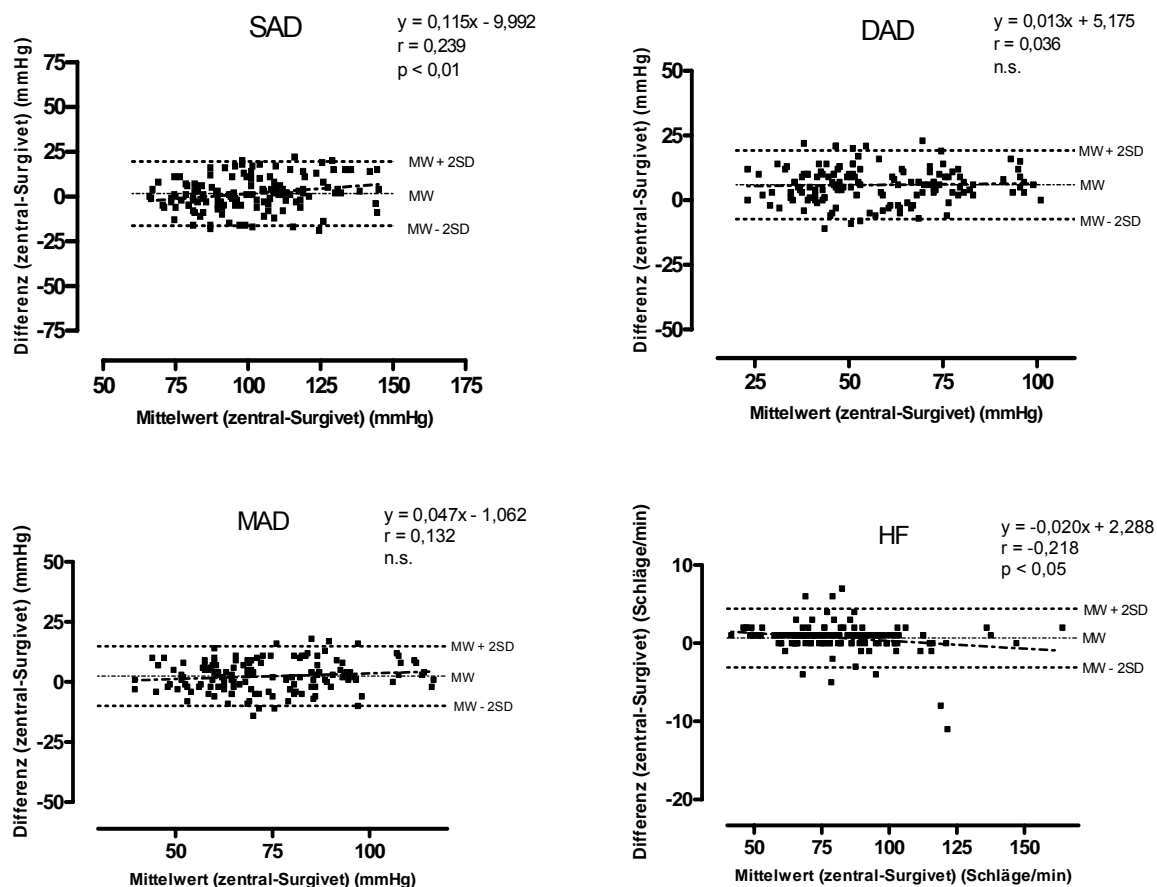 SAD
y = 0,115x - 9,992
r = 0,239
p < 0,01
Differenz (zentral-Surgivet) (mmHg)
75
50
25
0
-25
-50
-75
MW + 2SD
MW
MW - 2SD
50 75 100 125 150 175
Mittelwert (zentral-Surgivet) (mmHg)
DAD
y = 0,013x + 5,175
r = 0,036
n.s.
Differenz (zentral-Surgivet) (mmHg)
50
25
0
-25
-50
MW + 2SD
MW
MW - 2SD
25 50 75 100
Mittelwert (zentral-Surgivet) (mmHg)
MAD
y = 0,047x - 1,062
r = 0,132
n.s.
Differenz (zentral-Surgivet) (mmHg)
50
25
0
-25
-50
MW + 2SD
MW
MW - 2SD
50 75 100
Mittelwert (zentral-Surgivet) (mmHg)
HF
y = -0,020x + 2,288
r = -0,218
p < 0,05
Differenz (zentral-Surgivet) (Schläge/min)
10
0
-10
-20
MW + 2SD
MW
MW - 2SD
50 75 100 125 150
Mittelwert (zentral-Surgivet) (Schläge/min)